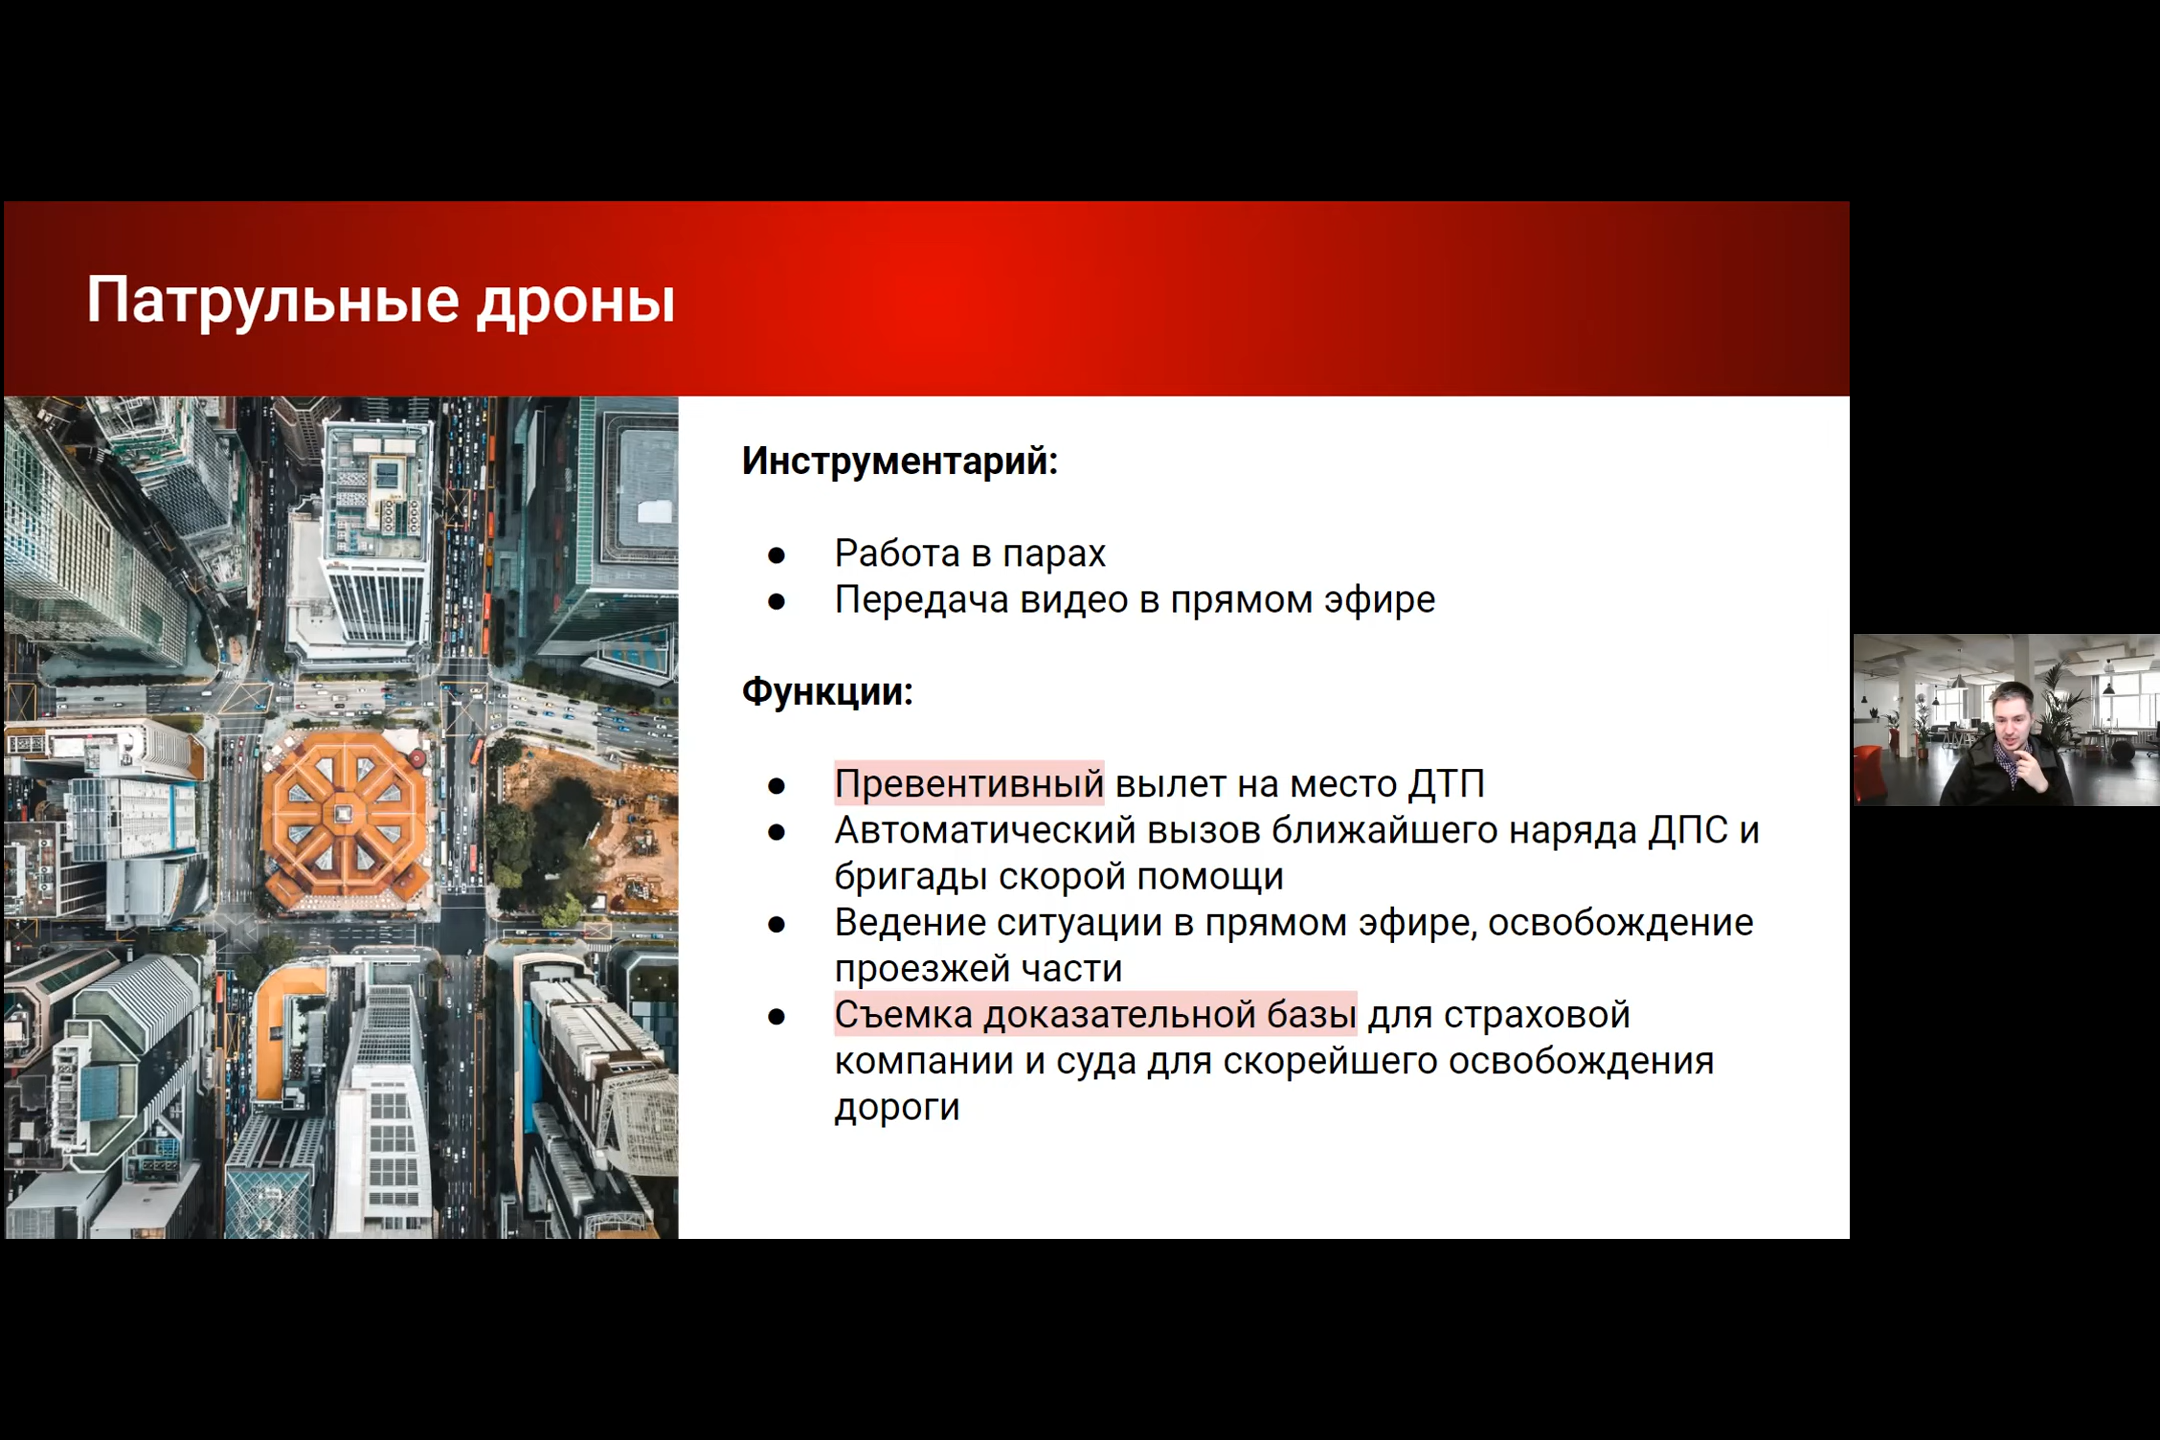 Патрульные дроны
Инструментарий:
● Работа в парах
● Передача видео в прямом эфире
Функции:
● Превентивный вылет на место ДТП
● Автоматический вызов ближайшего наряда ДПС и
бригады скорой помощи
● Ведение ситуации в прямом эфире, освобождение
проезжей части
● Съемка доказательной базы для страховой
компании и суда для скорейшего освобождения
дороги